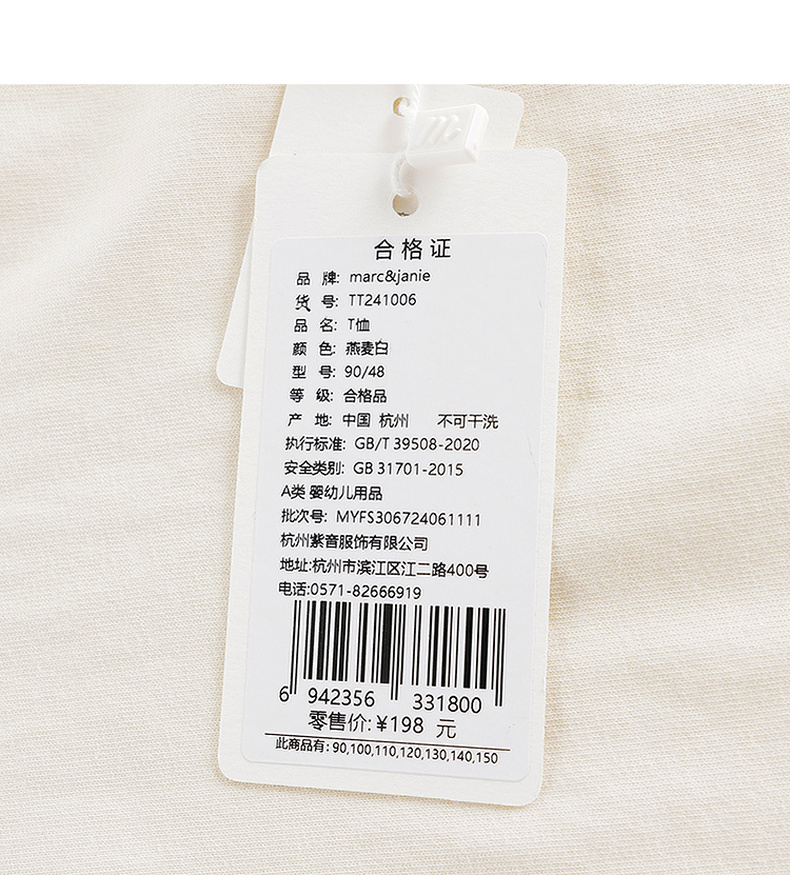 合格证
品 牌: marc&janie
货 号: TT241006
品 名: T恤
颜 色: 燕麦白
型 号: 90/48
等 级: 合格品
产 地: 中国 杭州 不可干洗
执行标准: GB/T 39508-2020
安全类别: GB 31701-2015
A类 婴幼儿用品
批次号: MYFS306724061111
杭州紫音服饰有限公司
地址:杭州市滨江区江二路400号
电话:0571-82666919
6 942356 331800
零售价:¥198 元
此商品有: 90,100,110,120,130,140,150